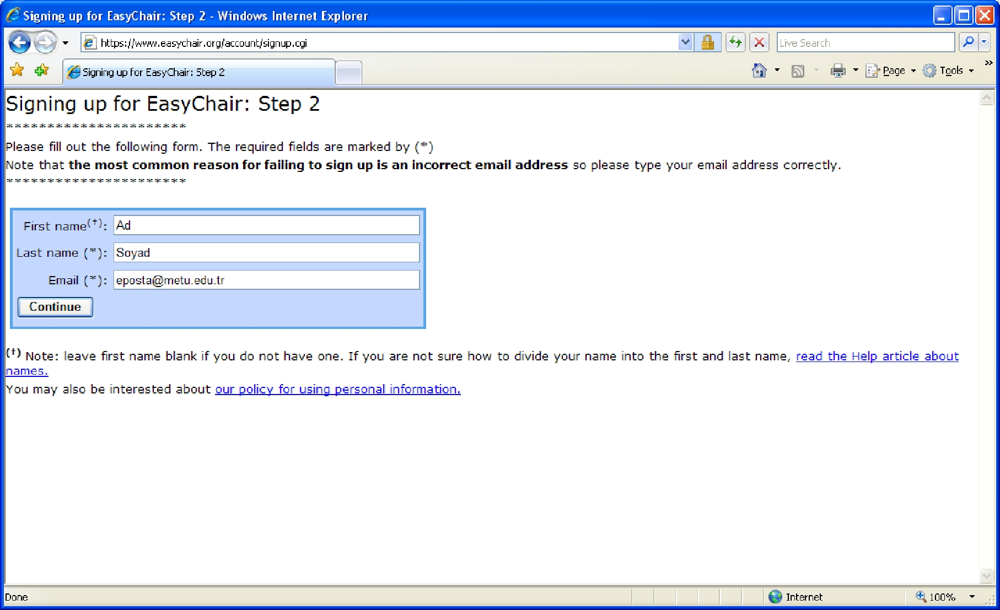 Signing up for EasyChair: Step 2 - Windows Internet Explorer
https://www.easychair.org/account/signup.cgi
Live Search
Signing up for EasyChair: Step 2
Page
Tools
»
Signing up for EasyChair: Step 2
**********************
Please fill out the following form. The required fields are marked by (*)
Note that the most common reason for failing to sign up is an incorrect email address so please type your email address correctly.
**********************
First name(†): Ad
Last name (*): Soyad
Email (*): eposta@metu.edu.tr
Continue
(†) Note: leave first name blank if you do not have one. If you are not sure how to divide your name into the first and last name, read the Help article about
names.
You may also be interested about our policy for using personal information.
Done
Internet
100%